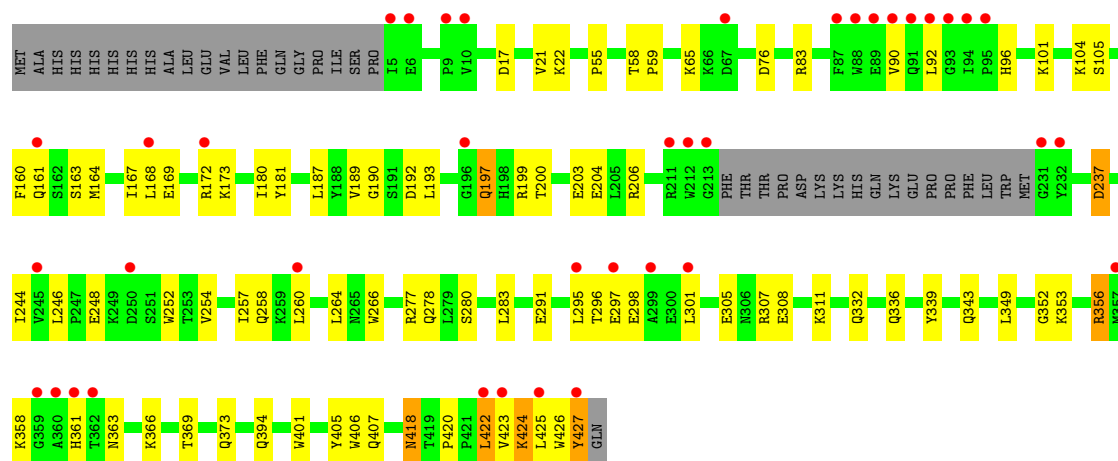 MET ALA HIS HIS HIS HIS HIS HIS ALA LEU GLU VAL LEU PHE GLN GLY PRO ILE SER PRO I5 E6 P9 V10 D17 V21 K22 P55 T58 P59 K65 K66 D67 D76 R83 F87 W88 E89 V90 Q91 L92 G93 I94 P95 H96 K101 K104 S105
F160 Q161 S162 S163 M164 I167 L168 E169 R172 K173 I180 Y181 L187 Y188 V189 G190 S191 D192 L193 G196 Q197 H198 R199 T200 E203 E204 L205 R206 R211 W212 G213 PHE THR THR PRO ASP LYS LYS HIS GLN LYS GLU PRO PRO PHE LEU TRP MET G231 Y232 D237
I244 V245 L246 P247 E248 K249 D250 S251 W252 T253 V254 I257 Q258 K259 L260 L264 N265 W266 R277 Q278 L279 S280 L283 E291 L295 T296 E297 E298 A299 E300 L301 E305 N306 R307 E308 K311 Q332 Q336 Y339 Q343 L349 G352 K353 R356 M357
K358 G359 A360 H361 T362 N363 K366 T369 Q373 Q394 W401 Y405 W406 Q407 N418 T419 P420 P421 L422 V423 K424 L425 W426 Y427 GLN